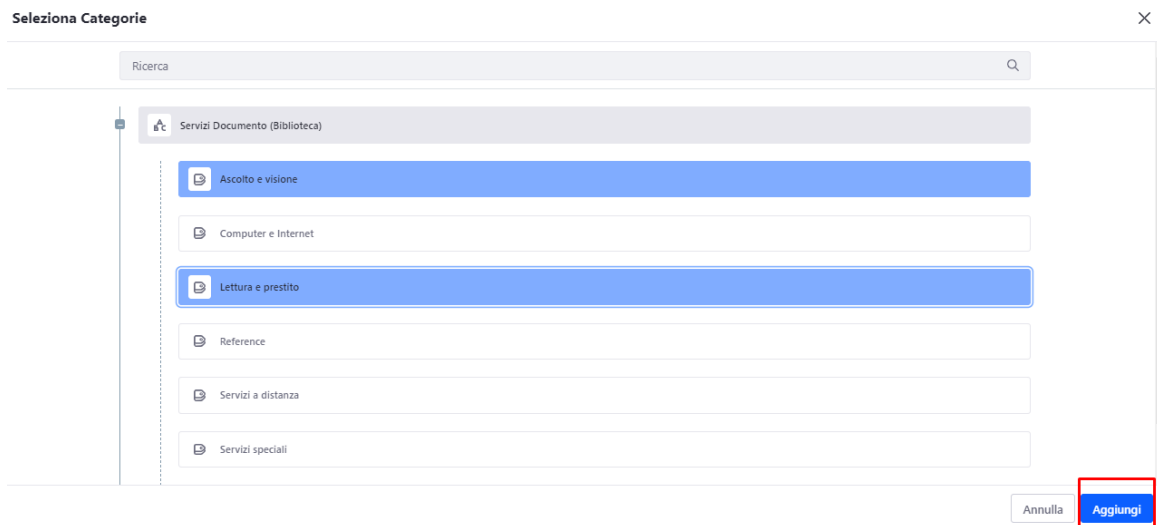 Seleziona Categorie
Ricerca
Servizi Documento (Biblioteca)
Ascolto e visione
Computer e Internet
Lettura e prestito
Reference
Servizi a distanza
Servizi speciali
Annulla
Aggiungi